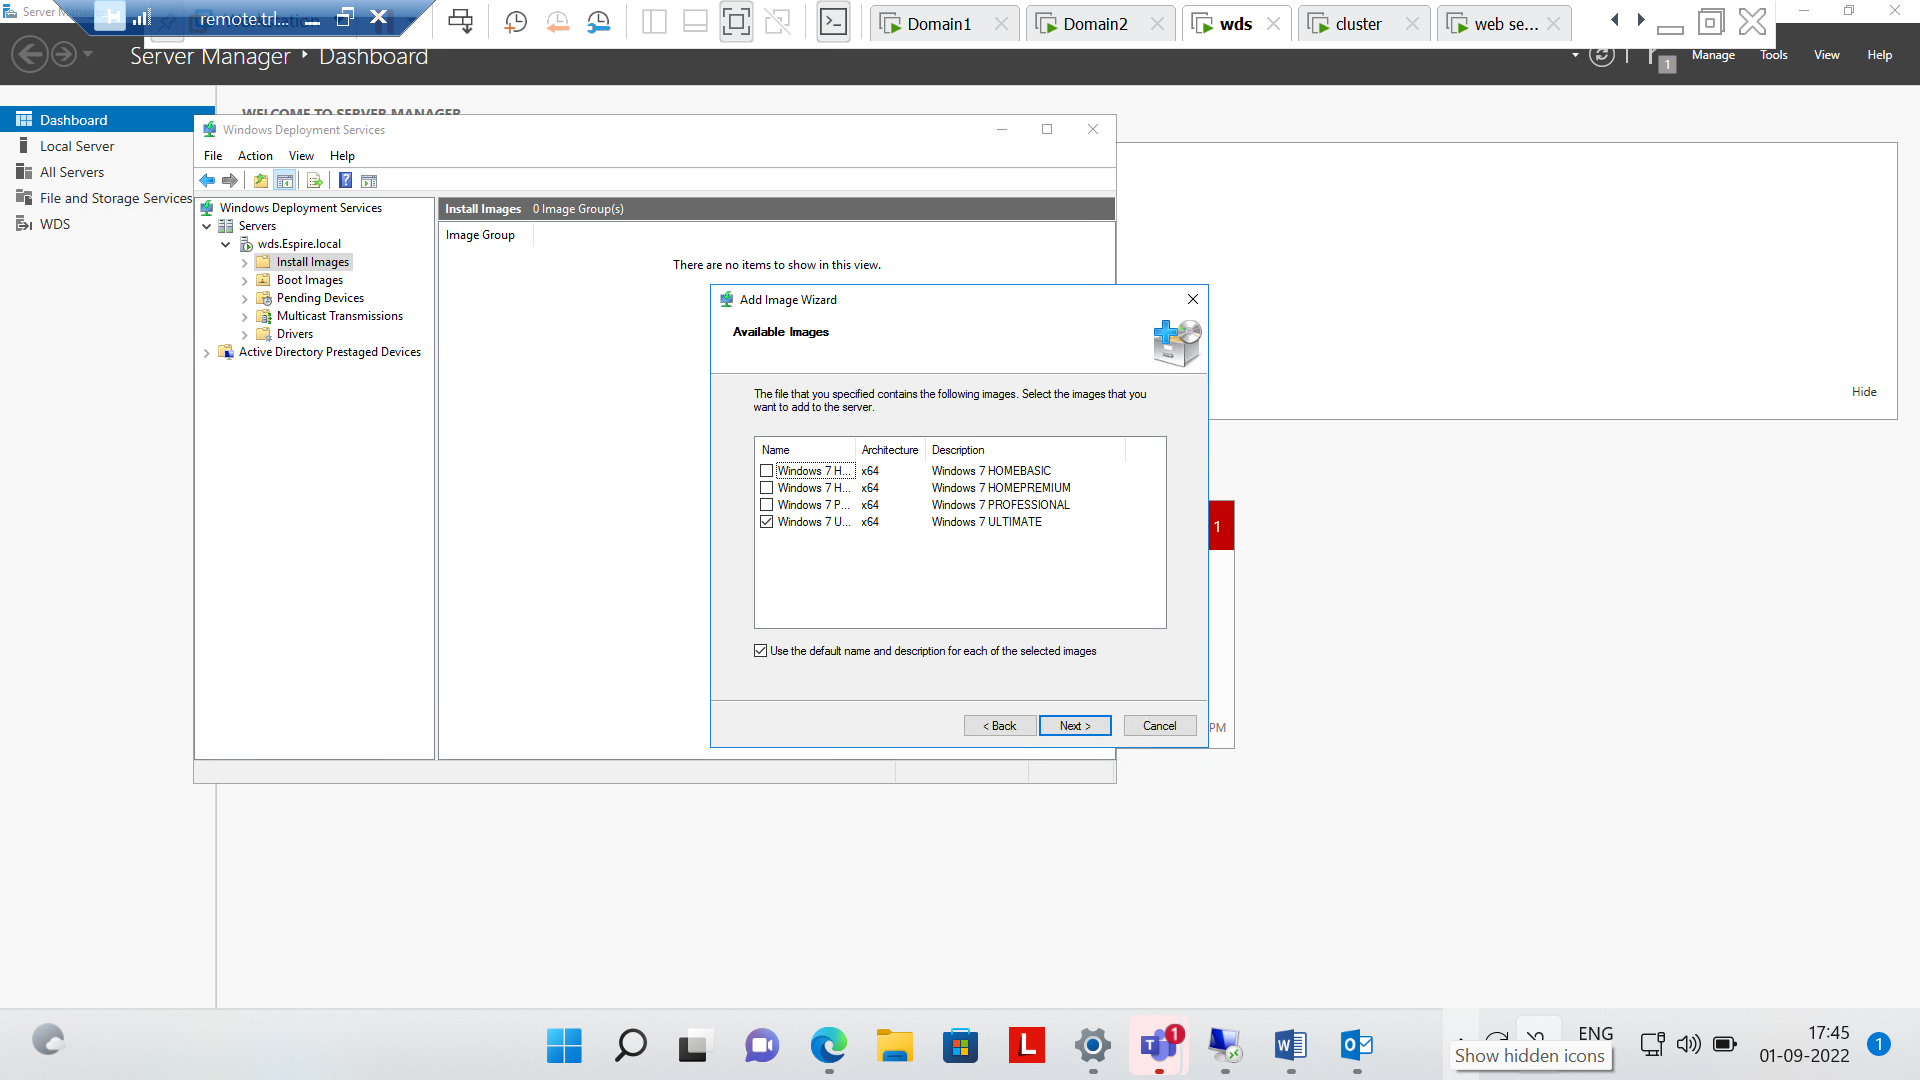 remote.trl...
Domain1
Domain2
wds
cluster
web se...
Server Manager
Dashboard
1
Manage
Tools
View
Help
Dashboard
Local Server
All Servers
File and Storage Services
WDS
WELCOME TO SERVER MANAGER
Windows Deployment Services
File
Action
View
Help
Windows Deployment Services
Servers
wds.Espire.local
Install Images
Boot Images
Pending Devices
Multicast Transmissions
Drivers
Active Directory Prestaged Devices
Install Images 0 Image Group(s)
Image Group
There are no items to show in this view.
Add Image Wizard
Available Images
The file that you specified contains the following images. Select the images that you
want to add to the server.
Name Architecture Description
Windows 7 H... x64 Windows 7 HOMEBASIC
Windows 7 H... x64 Windows 7 HOMEPREMIUM
Windows 7 P... x64 Windows 7 PROFESSIONAL
Windows 7 U... x64 Windows 7 ULTIMATE
Use the default name and description for each of the selected images
< Back
Next >
Cancel
Hide
1
PM
ENG
Show hidden icons
17:45
01-09-2022
1
1